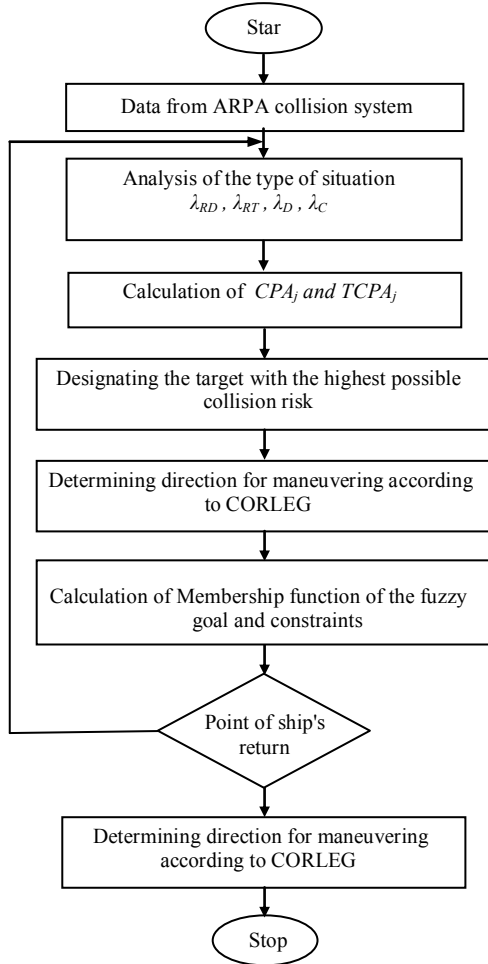 Star
Data from ARPA collision system
Analysis of the type of situation
λRD , λRT , λD , λC
Calculation of CPAj and TCPAj
Designating the target with the highest possible
collision risk
Determining direction for maneuvering according
to CORLEG
Calculation of Membership function of the fuzzy
goal and constraints
Point of ship's
return
Determining direction for maneuvering
according to CORLEG
Stop